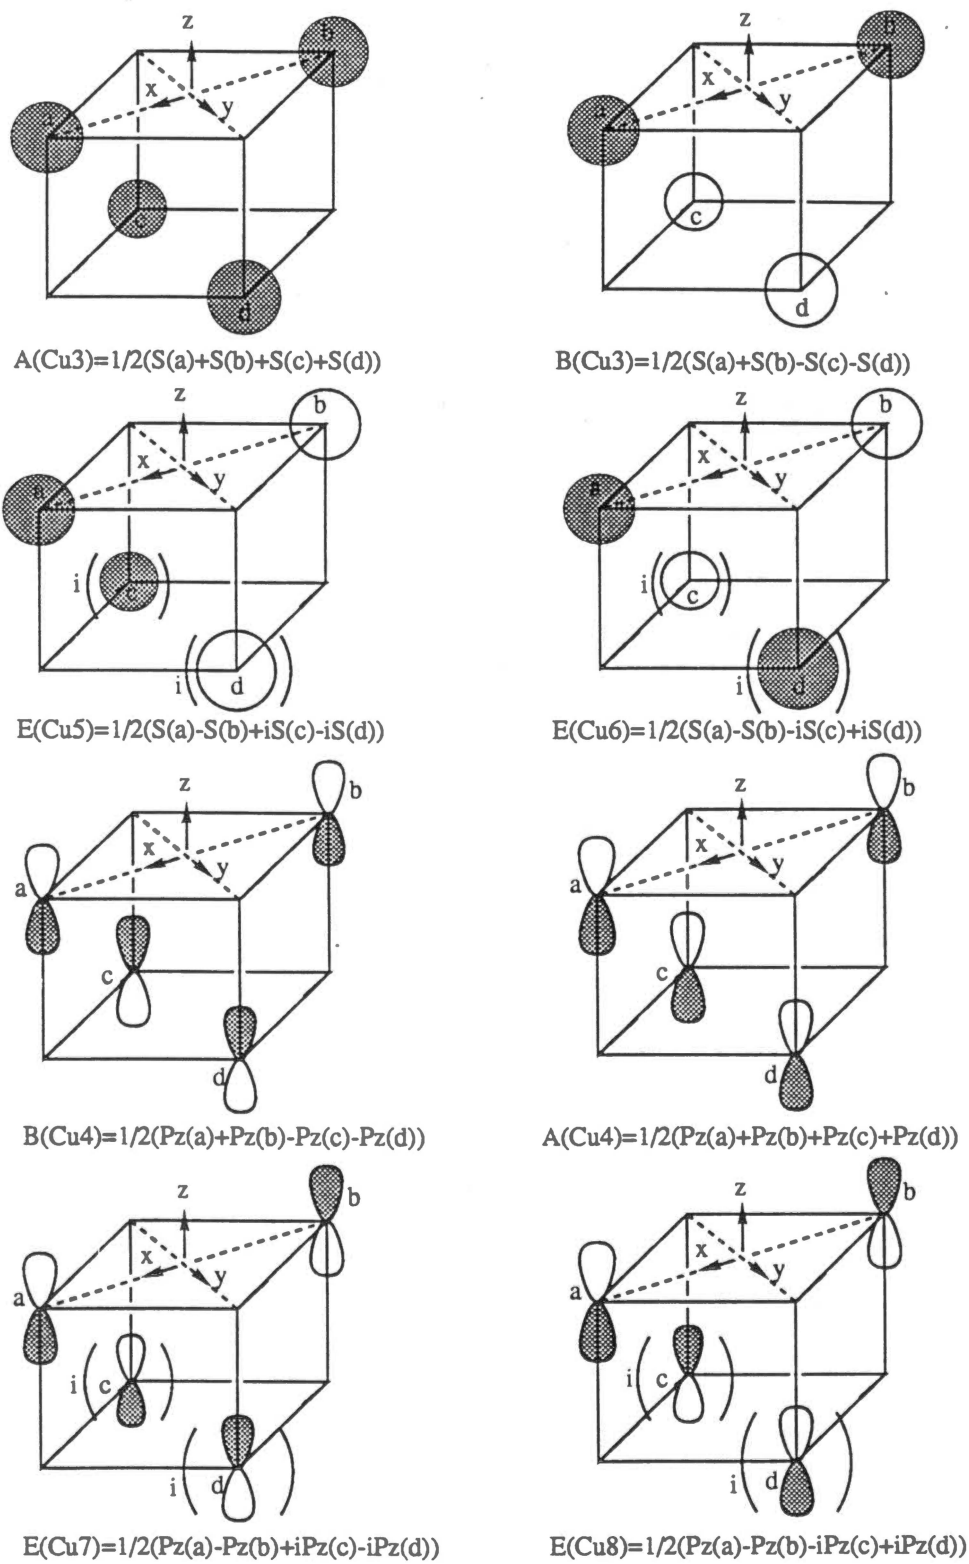 z z
b b
a x y a x y
c c
d d
A(Cu3)=1/2(S(a)+S(b)+S(c)+S(d)) B(Cu3)=1/2(S(a)+S(b)-S(c)-S(d))
z b z b
a x y a x y
i c i c
i d i d
E(Cu5)=1/2(S(a)-S(b)+iS(c)-iS(d)) E(Cu6)=1/2(S(a)-S(b)-iS(c)+iS(d))
z b z b
a x y a x y
c c
d d
B(Cu4)=1/2(Pz(a)+Pz(b)-Pz(c)-Pz(d)) A(Cu4)=1/2(Pz(a)+Pz(b)+Pz(c)+Pz(d))
z b z b
a x y a x y
i c i c
i d i d
E(Cu7)=1/2(Pz(a)-Pz(b)+iPz(c)-iPz(d)) E(Cu8)=1/2(Pz(a)-Pz(b)-iPz(c)+iPz(d))